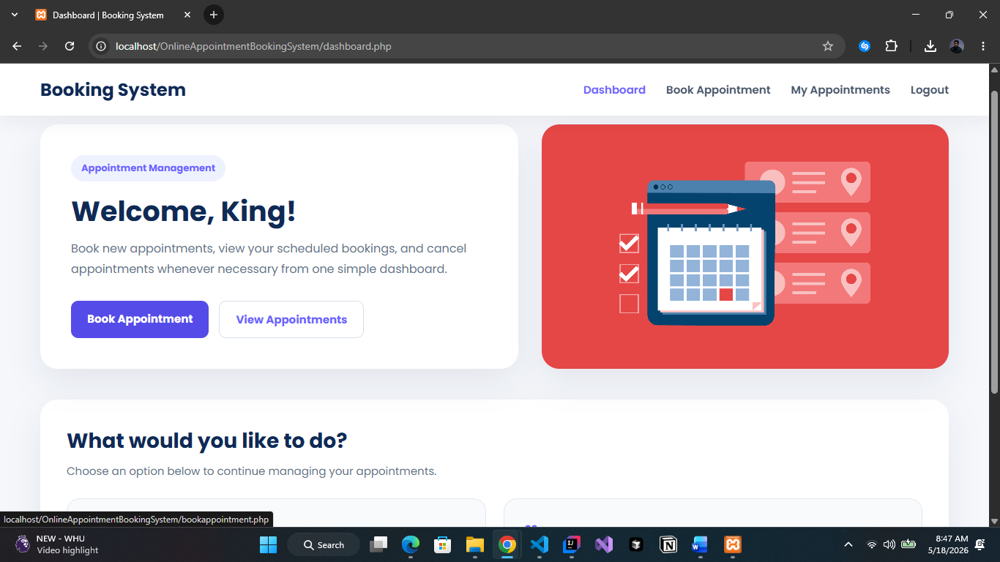 Dashboard | Booking System
localhost/OnlineAppointmentBookingSystem/dashboard.php
Booking System
Dashboard
Book Appointment
My Appointments
Logout
Appointment Management
Welcome, King!
Book new appointments, view your scheduled bookings, and cancel
appointments whenever necessary from one simple dashboard.
Book Appointment
View Appointments
What would you like to do?
Choose an option below to continue managing your appointments.
localhost/OnlineAppointmentBookingSystem/bookappointment.php
NEW - WHU
Video highlight
Search
8:47 AM
5/18/2026